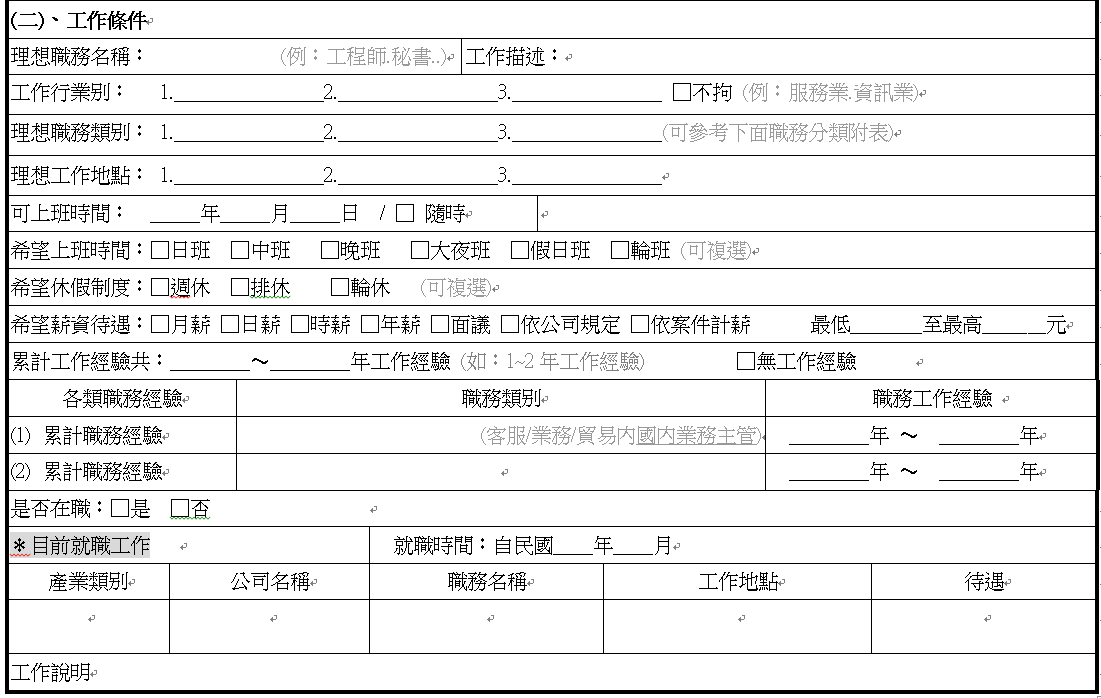 (二)、工作條件
理想職務名稱： (例：工程師.秘書..) 工作描述：
工作行業別： 1._______________2.________________3._______________ □不拘 (例：服務業.資訊業)
理想職務類別： 1._______________2.________________3._______________(可參考下面職務分類附表)
理想工作地點： 1._______________2.________________3._______________
可上班時間： _____年_____月_____日 / □ 隨時
希望上班時間：□日班 □中班 □晚班 □大夜班 □假日班 □輪班 (可複選)
希望休假制度：□週休 □排休 □輪休 (可複選)
希望薪資待遇：□月薪 □日薪 □時薪 □年薪 □面議 □依公司規定 □依案件計薪 最低_______至最高______元
累計工作經驗共：________～________年工作經驗 (如：1~2 年工作經驗) □無工作經驗
各類職務經驗 職務類別 職務工作經驗
(1) 累計職務經驗 (客服/業務/貿易內國內業務主管) ________年 ～ ________年
(2) 累計職務經驗 ________年 ～ ________年
是否在職：□是 □否
＊目前就職工作 就職時間：自民國____年____月
產業類別 公司名稱 職務名稱 工作地點 待遇
工作說明